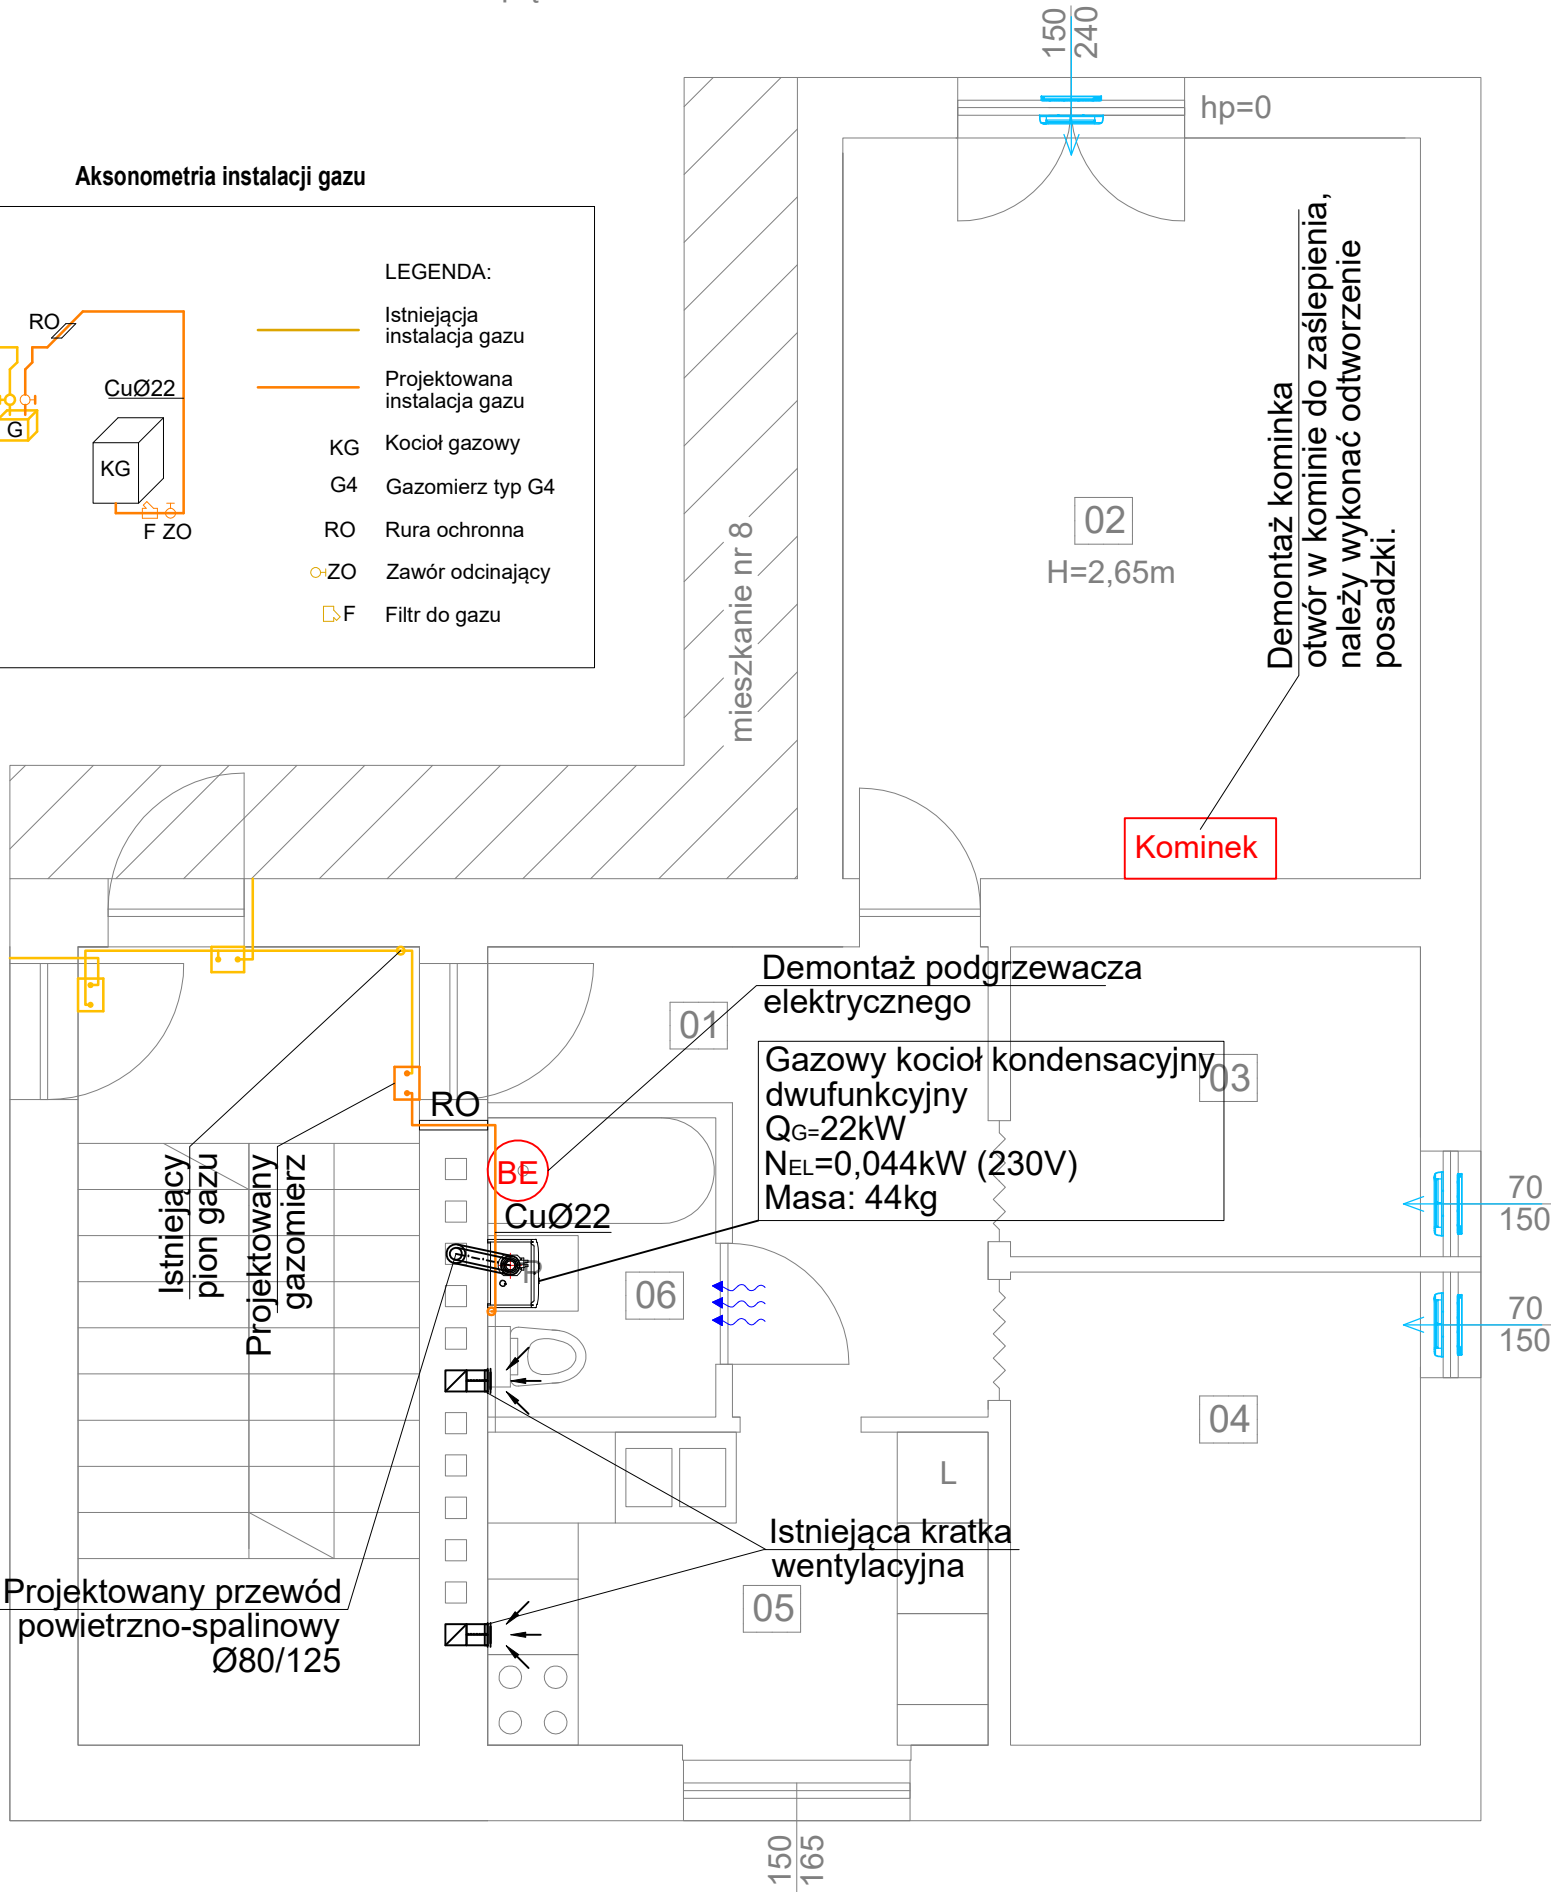 150
240
hp=0
Aksonometria instalacji gazu
LEGENDA:
Istniejącja
instalacja gazu
Projektowana
instalacja gazu
KG Kocioł gazowy
G4 Gazomierz typ G4
RO Rura ochronna
ZO Zawór odcinający
F Filtr do gazu
RO
CuØ22
G
KG
F ZO
mieszkanie nr 8
02
H=2,65m
Demontaż kominka
otwór w kominie do zaślepienia,
należy wykonać odtworzenie
posadzki.
Kominek
Demontaż podgrzewacza
elektrycznego
01
Gazowy kocioł kondensacyjny
dwufunkcyjny
QG=22kW
NEL=0,044kW (230V)
Masa: 44kg
03
RO
BE
CuØ22
P
Istniejący
pion gazu
Projektowany
gazomierz
06
70
150
70
150
04
L
Istniejąca kratka
wentylacyjna
05
Projektowany przewód
powietrzno-spalinowy
Ø80/125
150
165